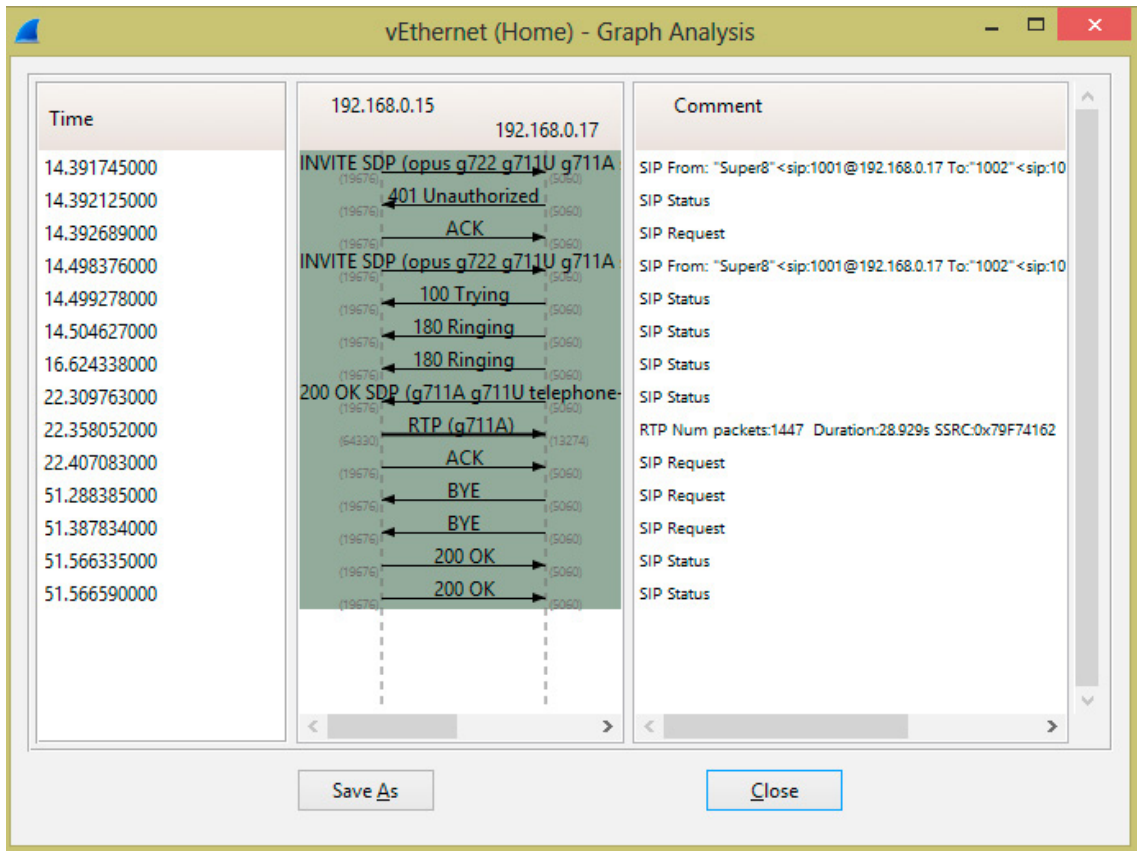 vEthernet (Home) - Graph Analysis
Time
192.168.0.15
192.168.0.17
Comment
14.391745000 INVITE SDP (opus g722 g711U g711A SIP From: "Super8"<sip:1001@192.168.0.17 To:"1002"<sip:10
(19676) (5060)
14.392125000 401 Unauthorized SIP Status
(19676) (5060)
14.392689000 ACK SIP Request
(19676) (5060)
14.498376000 INVITE SDP (opus g722 g711U g711A SIP From: "Super8"<sip:1001@192.168.0.17 To:"1002"<sip:10
(19676) (5060)
14.499278000 100 Trying SIP Status
(19676) (5060)
14.504627000 180 Ringing SIP Status
(19676) (5060)
16.624338000 180 Ringing SIP Status
(19676) (5060)
22.309763000 200 OK SDP (g711A g711U telephone- SIP Status
(19676) (5060)
22.358052000 RTP (g711A) RTP Num packets:1447 Duration:28.929s SSRC:0x79F74162
(64330) (13274)
22.407083000 ACK SIP Request
(19676) (5060)
51.288385000 BYE SIP Request
(19676) (5060)
51.387834000 BYE SIP Request
(19676) (5060)
51.566335000 200 OK SIP Status
(19676) (5060)
51.566590000 200 OK SIP Status
(19676) (5060)
Save As
Close